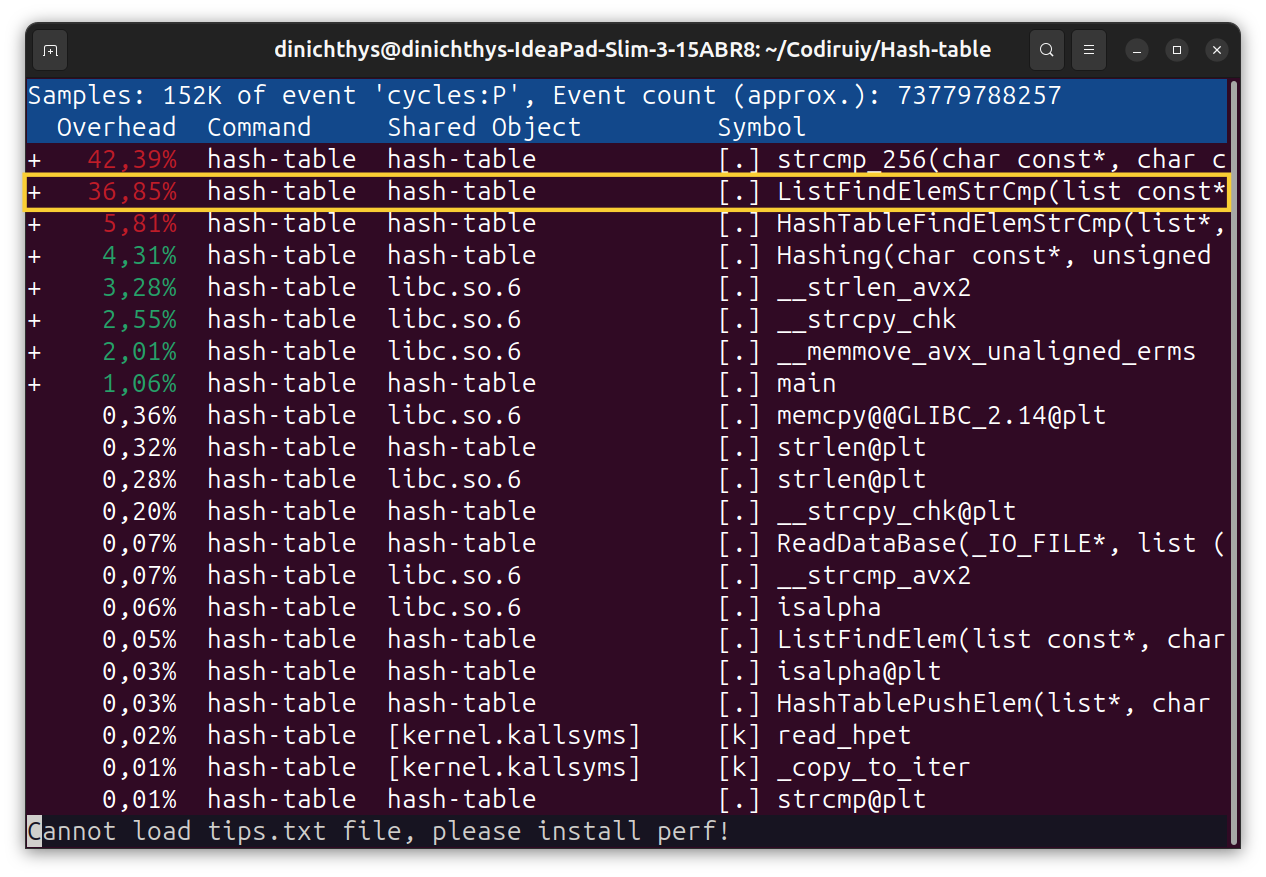 dinichthys@dinichthys-IdeaPad-Slim-3-15ABR8: ~/Codiruiy/Hash-table
Samples: 152K of event 'cycles:P', Event count (approx.): 73779788257
Overhead  Command  Shared Object  Symbol
+ 42,39% hash-table hash-table [.] strcmp_256(char const*, char c
+ 36,85% hash-table hash-table [.] ListFindElemStrCmp(list const*
+ 5,81% hash-table hash-table [.] HashTableFindElemStrCmp(list*,
+ 4,31% hash-table hash-table [.] Hashing(char const*, unsigned
+ 3,28% hash-table libc.so.6 [.] __strlen_avx2
+ 2,55% hash-table libc.so.6 [.] __strcpy_chk
+ 2,01% hash-table libc.so.6 [.] __memmove_avx_unaligned_erms
+ 1,06% hash-table hash-table [.] main
0,36% hash-table libc.so.6 [.] memcpy@@GLIBC_2.14@plt
0,32% hash-table hash-table [.] strlen@plt
0,28% hash-table libc.so.6 [.] strlen@plt
0,20% hash-table hash-table [.] __strcpy_chk@plt
0,07% hash-table hash-table [.] ReadDataBase(_IO_FILE*, list (
0,07% hash-table libc.so.6 [.] __strcmp_avx2
0,06% hash-table libc.so.6 [.] isalpha
0,05% hash-table hash-table [.] ListFindElem(list const*, char
0,03% hash-table hash-table [.] isalpha@plt
0,03% hash-table hash-table [.] HashTablePushElem(list*, char
0,02% hash-table [kernel.kallsyms] [k] read_hpet
0,01% hash-table [kernel.kallsyms] [k] _copy_to_iter
0,01% hash-table hash-table [.] strcmp@plt
Cannot load tips.txt file, please install perf!